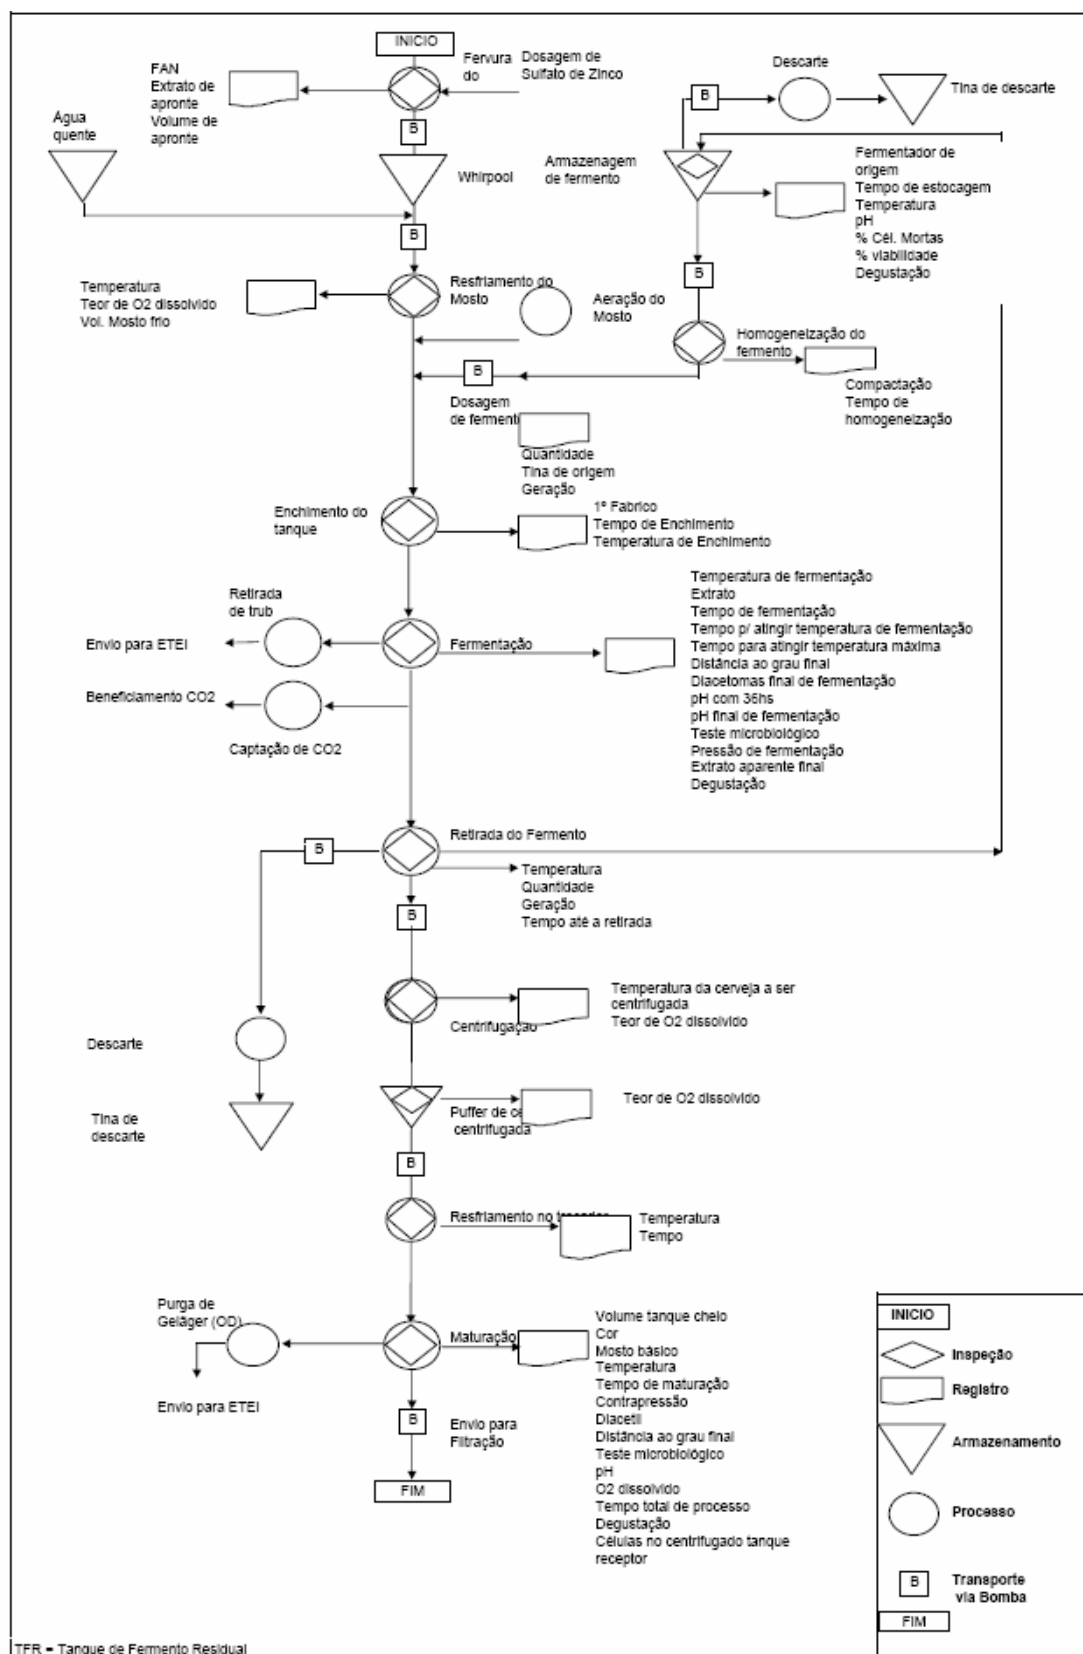 INICIO
Fervura
do
Dosagem de
Sulfato de Zinco
FAN
Extrato de
apronte
Volume de
apronte
B
Descarte
Tina de descarte
B
Agua
quente
Whirpool
Armazenagem
de fermento
Fermentador de
origem
Tempo de estocagem
Temperatura
pH
% Cél. Mortas
% viabilidade
Degustação
B
B
Temperatura
Teor de O2 dissolvido
Vol. Mosto frio
Resfriamento do
Mosto
Aeração do
Mosto
Homogeneização do
fermento
Compactação
Tempo de
homogeneização
B
Dosagem
de ferment
Quantidade
Tina de origem
Geração
Enchimento do
tanque
1º Fabrico
Tempo de Enchimento
Temperatura de Enchimento
Retirada
de trub
Envio para ETEI
Fermentação
Temperatura de fermentação
Extrato
Tempo de fermentação
Tempo p/ atingir temperatura de fermentação
Tempo para atingir temperatura máxima
Distância ao grau final
Diacetomas final de fermentação
pH com 36hs
pH final de fermentação
Teste microbiológico
Pressão de fermentação
Extrato aparente final
Degustação
Beneficiamento CO2
Captação de CO2
Retirada do Fermento
B
Temperatura
Quantidade
Geração
Tempo até a retirada
B
Temperatura da cerveja a ser
centrifugada
Teor de O2 dissolvido
Centrifugação
Descarte
Tina de
descarte
Puffer de ce
centrifugada
Teor de O2 dissolvido
B
Resfriamento no
Temperatura
Tempo
Purga de
Geläger (OD)
Envio para ETEI
Maturação
Volume tanque cheio
Cor
Mosto básico
Temperatura
Tempo de maturação
Contrapressão
Diacetil
Distância ao grau final
Teste microbiológico
pH
O2 dissolvido
Tempo total de processo
Degustação
Células no centrifugado tanque
receptor
B
Envio para
Filtração
FIM
INICIO
Inspeção
Registro
Armazenamento
Processo
B
Transporte
via Bomba
FIM
TFR = Tanque de Fermento Residual